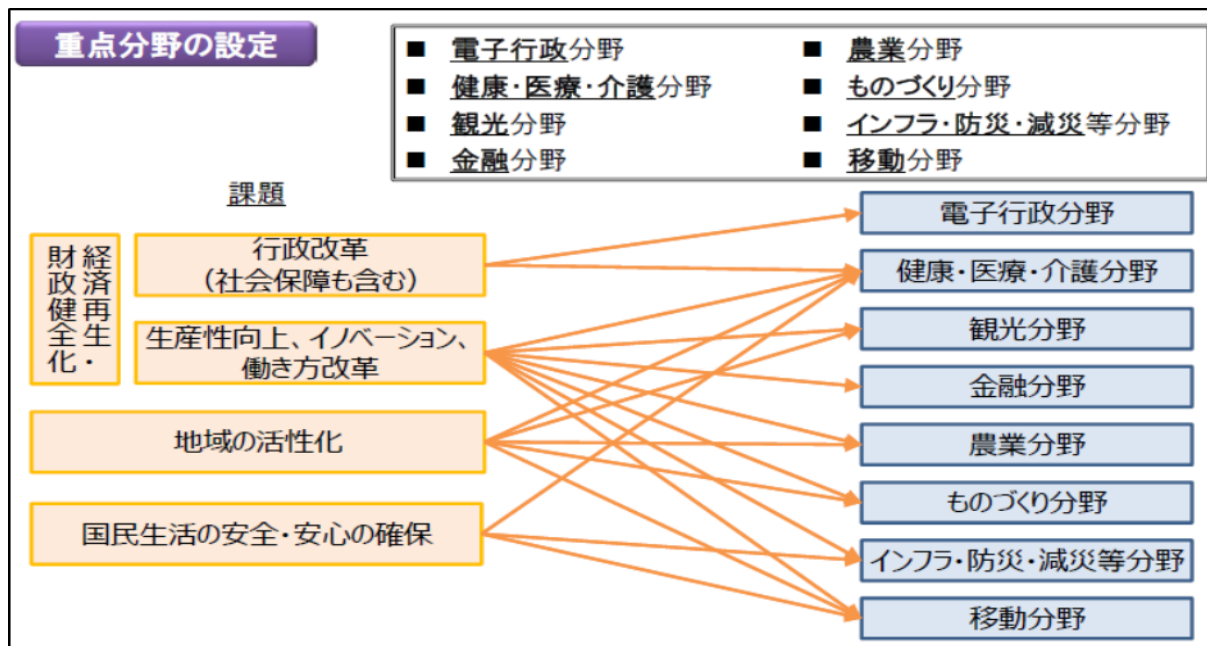 重点分野の設定
■ 電子行政分野
■ 健康・医療・介護分野
■ 観光分野
■ 金融分野
■ 農業分野
■ ものづくり分野
■ インフラ・防災・減災等分野
■ 移動分野
課題
経済再生・
財政健全化
行政改革
(社会保障も含む)
生産性向上、イノベーション、
働き方改革
地域の活性化
国民生活の安全・安心の確保
電子行政分野
健康・医療・介護分野
観光分野
金融分野
農業分野
ものづくり分野
インフラ・防災・減災等分野
移動分野